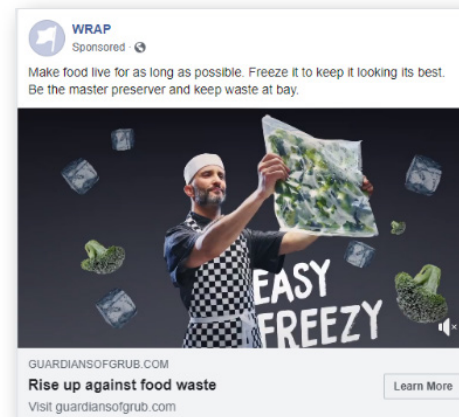 WRAP
Sponsored ·
Make food live for as long as possible. Freeze it to keep it looking its best.
Be the master preserver and keep waste at bay.
EASY
FREEZY
GUARDIANSOFGRUB.COM
Rise up against food waste
Learn More
Visit guardiansofgrub.com